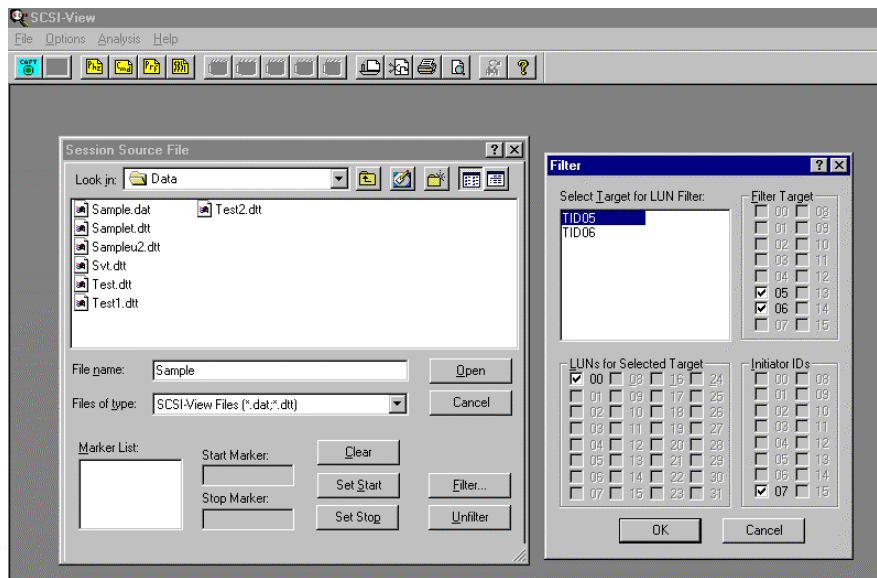 SCSI-View
File Options Analysis Help
CAPT Phz Cmd Prf
Session Source File
Look in: Data
Sample.dat Test2.dtt
Samplet.dtt
Sampleu2.dtt
Svt.dtt
Test.dtt
Test1.dtt
File name: Sample Open
Files of type: SCSI-View Files (*.dat;*.dtt) Cancel
Marker List: Start Marker: Clear
Set Start Filter...
Stop Marker:
Set Stop Unfilter
Filter
Select Target for LUN Filter:
TID05
TID06
Filter Target
00 08
01 09
02 10
03 11
04 12
05 13
06 14
07 15
LUNs for Selected Target
00 08 16 24
01 09 17 25
02 10 18 26
03 11 19 27
04 12 20 28
05 13 21 29
06 14 22 30
07 15 23 31
Initiator IDs
00 08
01 09
02 10
03 11
04 12
05 13
06 14
07 15
OK Cancel